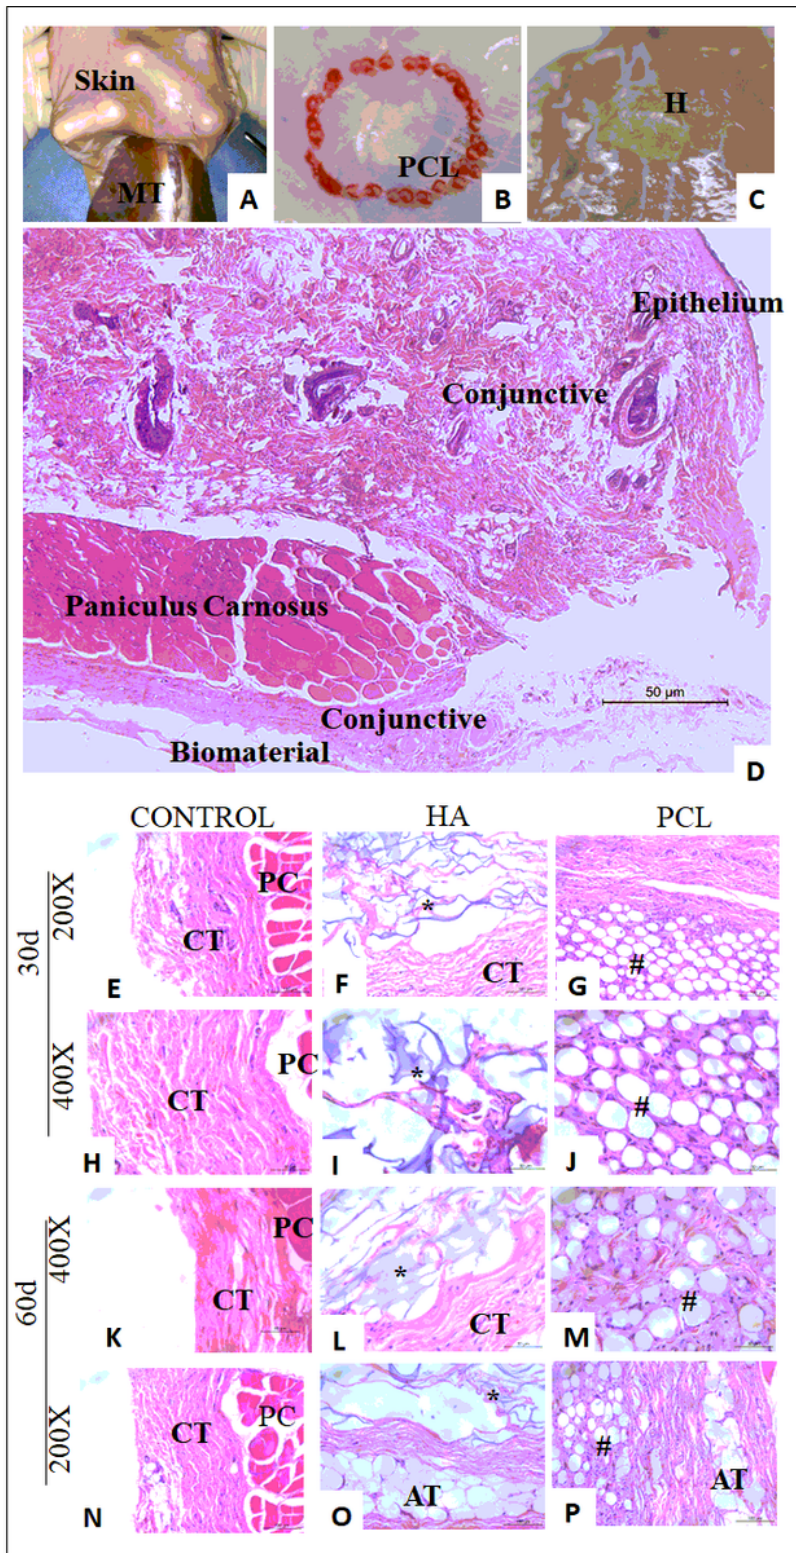 Skin
MT
A
PCL
B
H
C
Epithelium
Conjunctive
Paniculus Carnosus
50 µm
Conjunctive
Biomaterial
D
CONTROL HA PCL
30d
200X
PC
CT
E
*
CT
F
#
G
400X
PC
CT
H
*
I
#
J
60d
400X
PC
CT
K
*
CT
L
#
M
200X
PC
CT
N
*
AT
O
#
AT
P